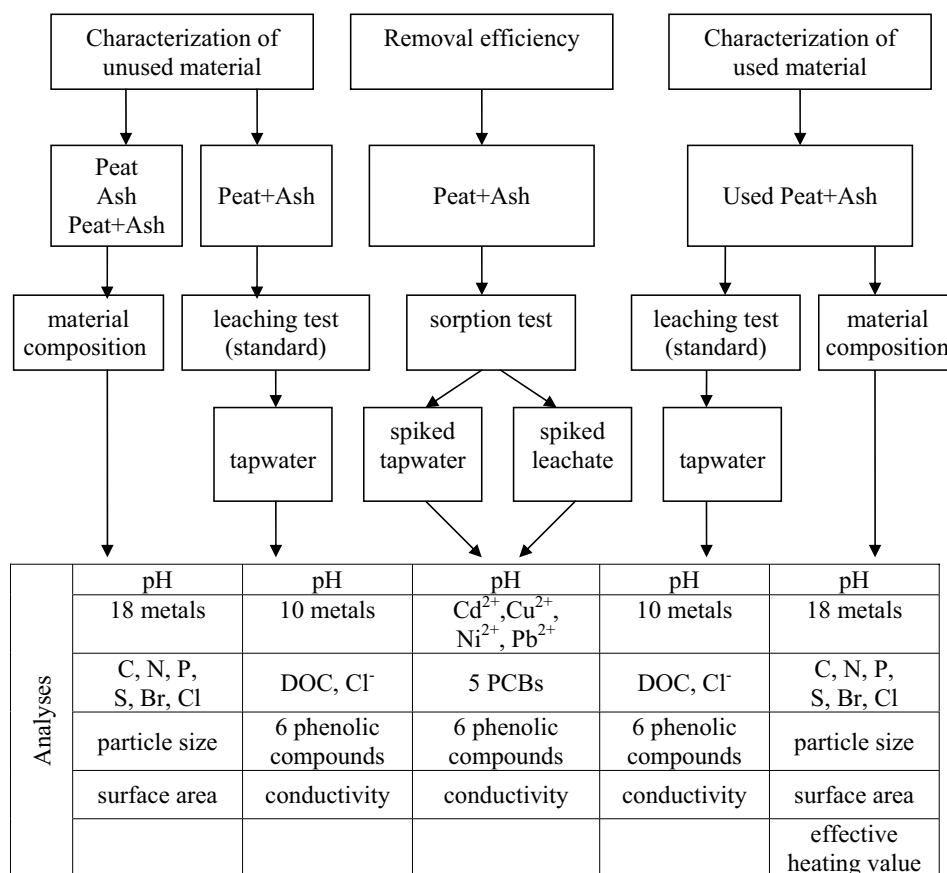 Characterization of
unused material
Removal efficiency
Characterization of
used material
Peat
Ash
Peat+Ash
Peat+Ash
Peat+Ash
Used Peat+Ash
material
composition
leaching test
(standard)
sorption test
leaching test
(standard)
material
composition
tapwater
spiked
tapwater
spiked
leachate
tapwater
Analyses
pH
pH
pH
pH
pH
18 metals
10 metals
Cd²⁺,Cu²⁺,
Ni²⁺, Pb²⁺
10 metals
18 metals
C, N, P,
S, Br, Cl
DOC, Cl⁻
5 PCBs
DOC, Cl⁻
C, N, P,
S, Br, Cl
particle size
6 phenolic
compounds
6 phenolic
compounds
6 phenolic
compounds
particle size
surface area
conductivity
conductivity
conductivity
surface area
effective
heating value